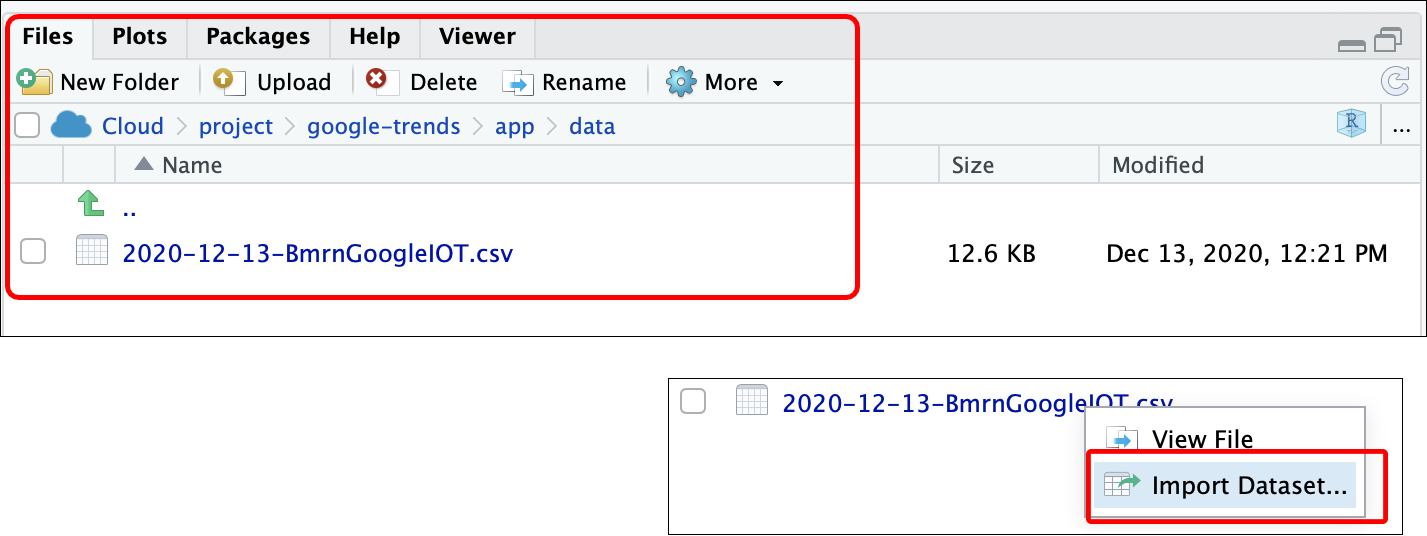 Files Plots Packages Help Viewer
New Folder Upload Delete Rename More
Cloud project google-trends app data R ...
Name Size Modified
..
2020-12-13-BmrnGoogleIOT.csv 12.6 KB Dec 13, 2020, 12:21 PM
2020-12-13-BmrnGoogleIOT.csv
View File
Import Dataset...